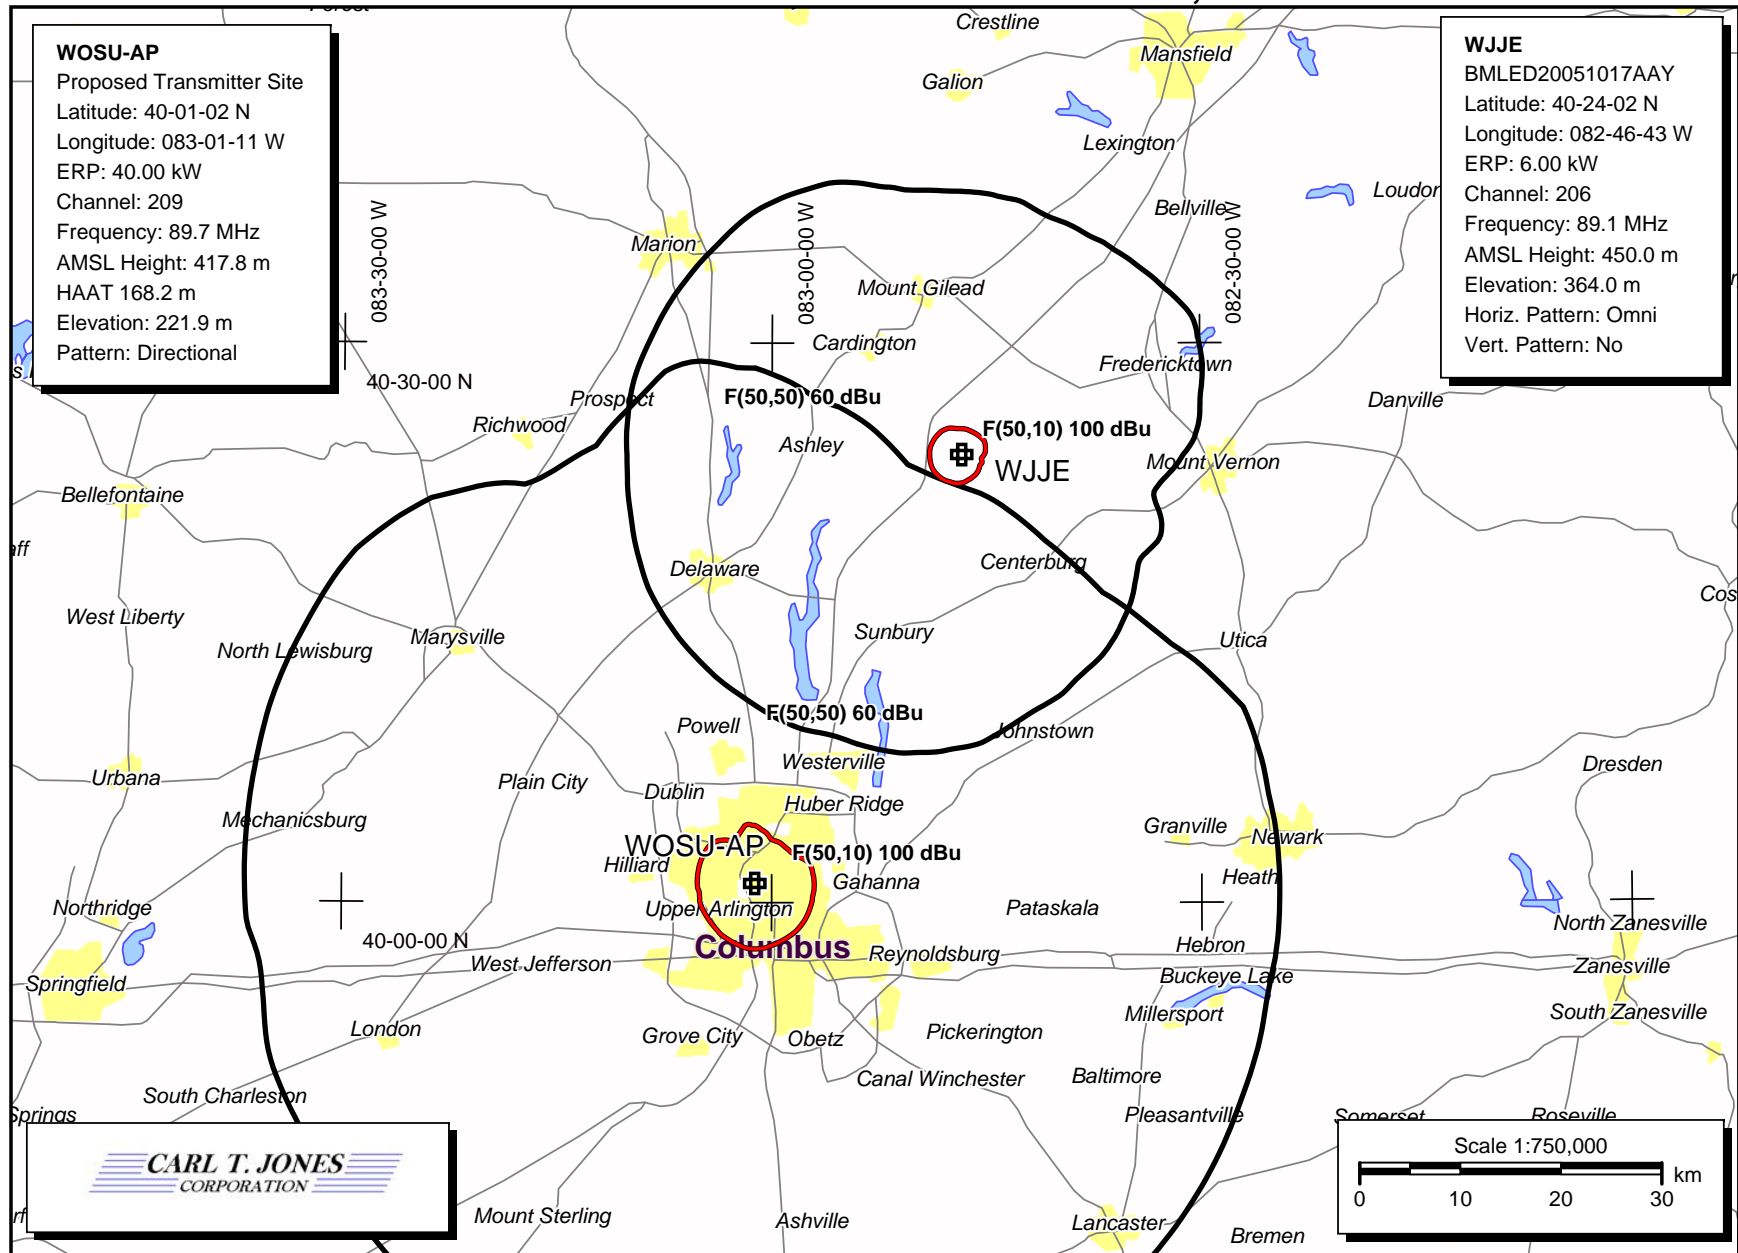 WOSU-AP
Proposed Transmitter Site
Latitude: 40-01-02 N
Longitude: 083-01-11 W
ERP: 40.00 kW
Channel: 209
Frequency: 89.7 MHz
AMSL Height: 417.8 m
HAAT 168.2 m
Elevation: 221.9 m
Pattern: Directional
WJJE
BMLED20051017AAY
Latitude: 40-24-02 N
Longitude: 082-46-43 W
ERP: 6.00 kW
Channel: 206
Frequency: 89.1 MHz
AMSL Height: 450.0 m
Elevation: 364.0 m
Horiz. Pattern: Omni
Vert. Pattern: No
Crestline
Mansfield
Galion
Lexington
Loudon
Bellville
083-30-00 W
083-00-00 W
082-30-00 W
Marion
Mount Gilead
Cardington
Fredericktown
40-30-00 N
Prospect
F(50,50) 60 dBu
Danville
Richwood
Ashley
F(50,10) 100 dBu
WJJE
Mount Vernon
Bellefontaine
Delaware
Centerburg
West Liberty
Marysville
Sunbury
Utica
North Lewisburg
F(50,50) 60 dBu
Powell
Johnstown
Westerville
Dresden
Urbana
Plain City
Dublin
Huber Ridge
Mechanicsburg
Granville
Newark
WOSU-AP
F(50,10) 100 dBu
Hilliard
Gahanna
Heath
Northridge
Upper Arlington
Pataskala
North Zanesville
40-00-00 N
Columbus
Reynoldsburg
Hebron
West Jefferson
Zanesville
Springfield
Buckeye Lake
Millersport
South Zanesville
London
Grove City
Obetz
Pickerington
Canal Winchester
Baltimore
South Charleston
Springs
Pleasantville
Somerset
Roseville
CARL T. JONES
CORPORATION
Scale 1:750,000
0 10 20 30 km
Mount Sterling
Ashville
Lancaster
Bremen